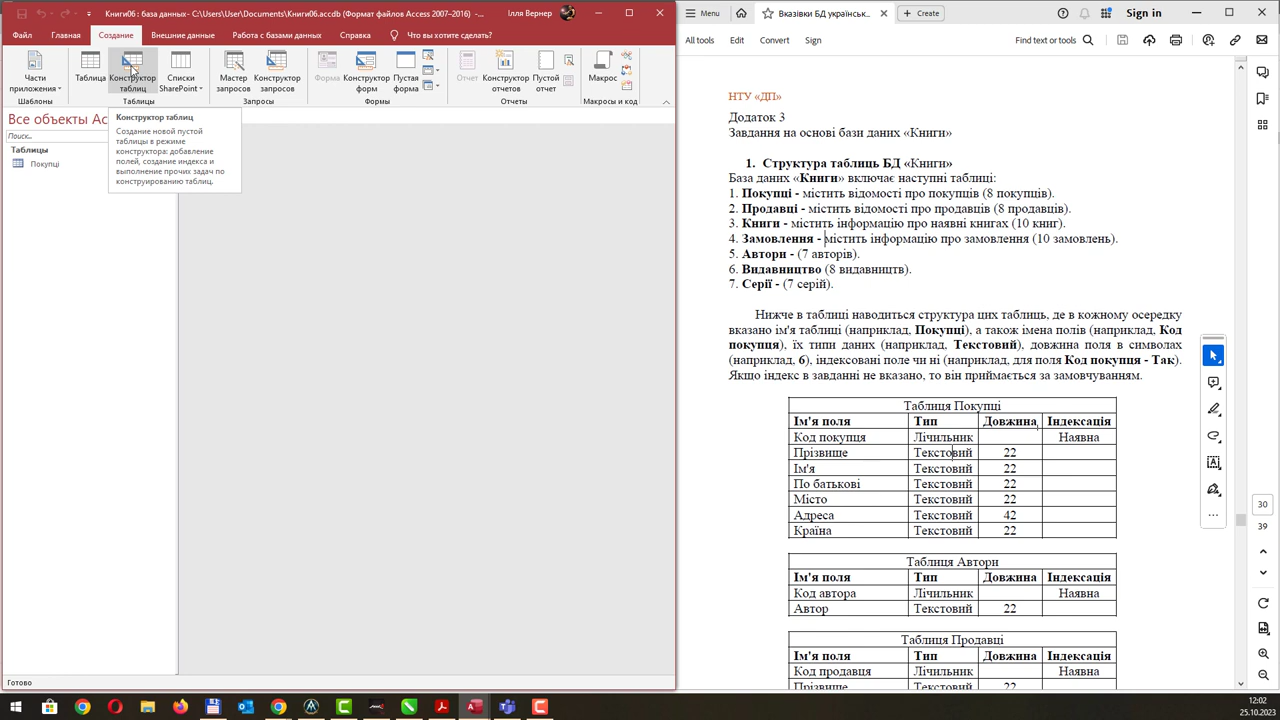 Книги06 : база данных- C:\Users\User\Documents\Книги06.accdb (Формат файлов Access 2007–2016) -...
Ілля Вернер
Файл Главная Создание Внешние данные Работа с базами данных Справка Что вы хотите сделать?
Части приложения
Шаблоны
Таблица
Конструктор таблиц
Списки SharePoint
Таблицы
Мастер запросов
Конструктор запросов
Запросы
Форма
Конструктор форм
Пустая форма
Формы
Отчет
Конструктор отчетов
Пустой отчет
Отчеты
Макрос
Макросы и код
Все объекты Ac
Поиск...
Таблицы
Покупці
Конструктор таблиц
Создание новой пустой
таблицы в режиме
конструктора: добавление
полей, создание индекса и
выполнение прочих задач по
конструированию таблиц.
Готово
Menu
Вказівки БД українськ...
Create
Sign in
All tools Edit Convert Sign
Find text or tools
НТУ «ДП»
Додаток 3
Завдання на основі бази даних «Книги»
1. Структура таблиць БД «Книги»
База даних «Книги» включає наступні таблиці:
1. Покупці - містить відомості про покупців (8 покупців).
2. Продавці - містить відомості про продавців (8 продавців).
3. Книги - містить інформацію про наявні книгах (10 книг).
4. Замовлення - містить інформацію про замовлення (10 замовлень).
5. Автори - (7 авторів).
6. Видавництво (8 видавництв).
7. Серії - (7 серій).
Нижче в таблиці наводиться структура цих таблиць, де в кожному осередку
вказано ім'я таблиці (наприклад, Покупці), а також імена полів (наприклад, Код
покупця), їх типи даних (наприклад, Текстовий), довжина поля в символах
(наприклад, 6), індексовані поле чи ні (наприклад, для поля Код покупця - Так).
Якщо індекс в завданні не вказано, то він приймається за замовчуванням.
Таблиця Покупці
Ім'я поля Тип Довжина Індексація
Код покупця Лічильник Наявна
Прізвище Текстовий 22
Ім'я Текстовий 22
По батькові Текстовий 22
Місто Текстовий 22
Адреса Текстовий 42
Країна Текстовий 22
Таблиця Автори
Ім'я поля Тип Довжина Індексація
Код автора Лічильник Наявна
Автор Текстовий 22
Таблиця Продавці
Ім'я поля Тип Довжина Індексація
Код продавця Лічильник Наявна
Прізвище Текстовий 22
30
39
12:02
25.10.2023